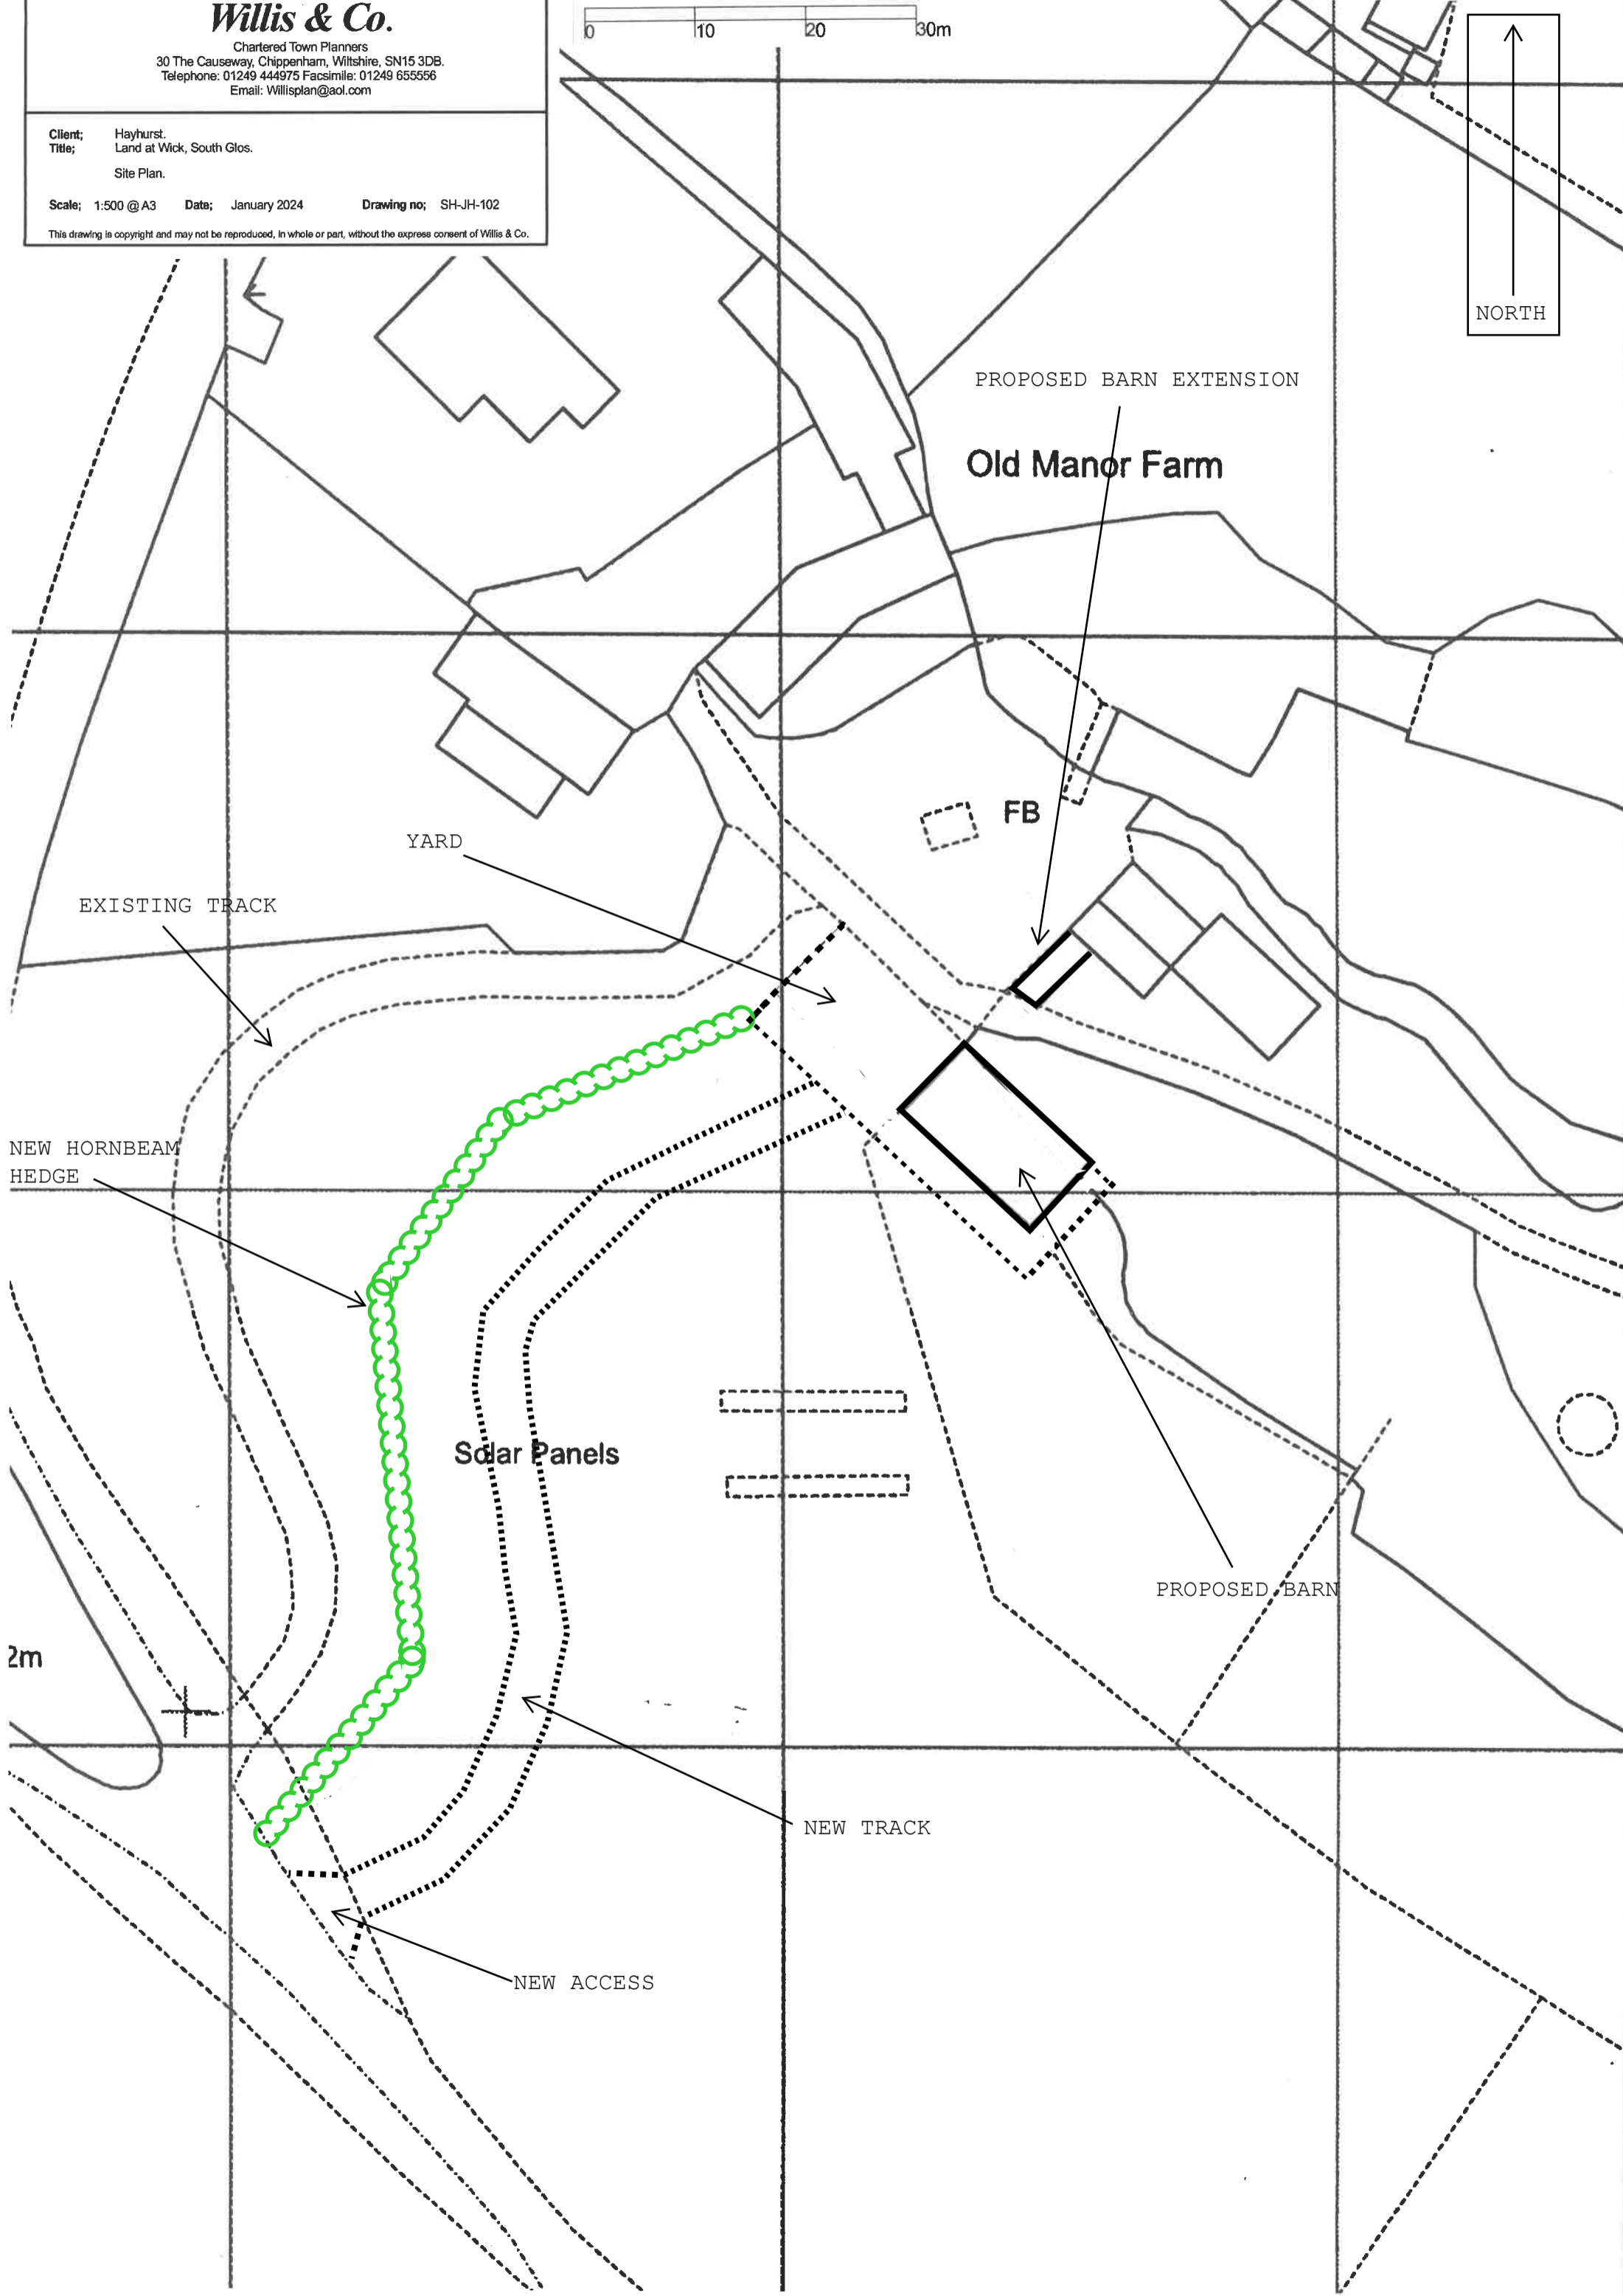 Willis & Co.
Chartered Town Planners
30 The Causeway, Chippenham, Wiltshire, SN15 3DB.
Telephone: 01249 444975 Facsimile: 01249 655556
Email: Willisplan@aol.com
Client; Hayhurst.
Title; Land at Wick, South Glos.
Site Plan.
Scale; 1:500 @ A3 Date; January 2024 Drawing no; SH-JH-102
This drawing is copyright and may not be reproduced, in whole or part, without the express consent of Willis & Co.
0 10 20 30m
NORTH
PROPOSED BARN EXTENSION
Old Manor Farm
FB
YARD
EXISTING TRACK
NEW HORNBEAM
HEDGE
Solar Panels
PROPOSED BARN
2m
NEW TRACK
NEW ACCESS